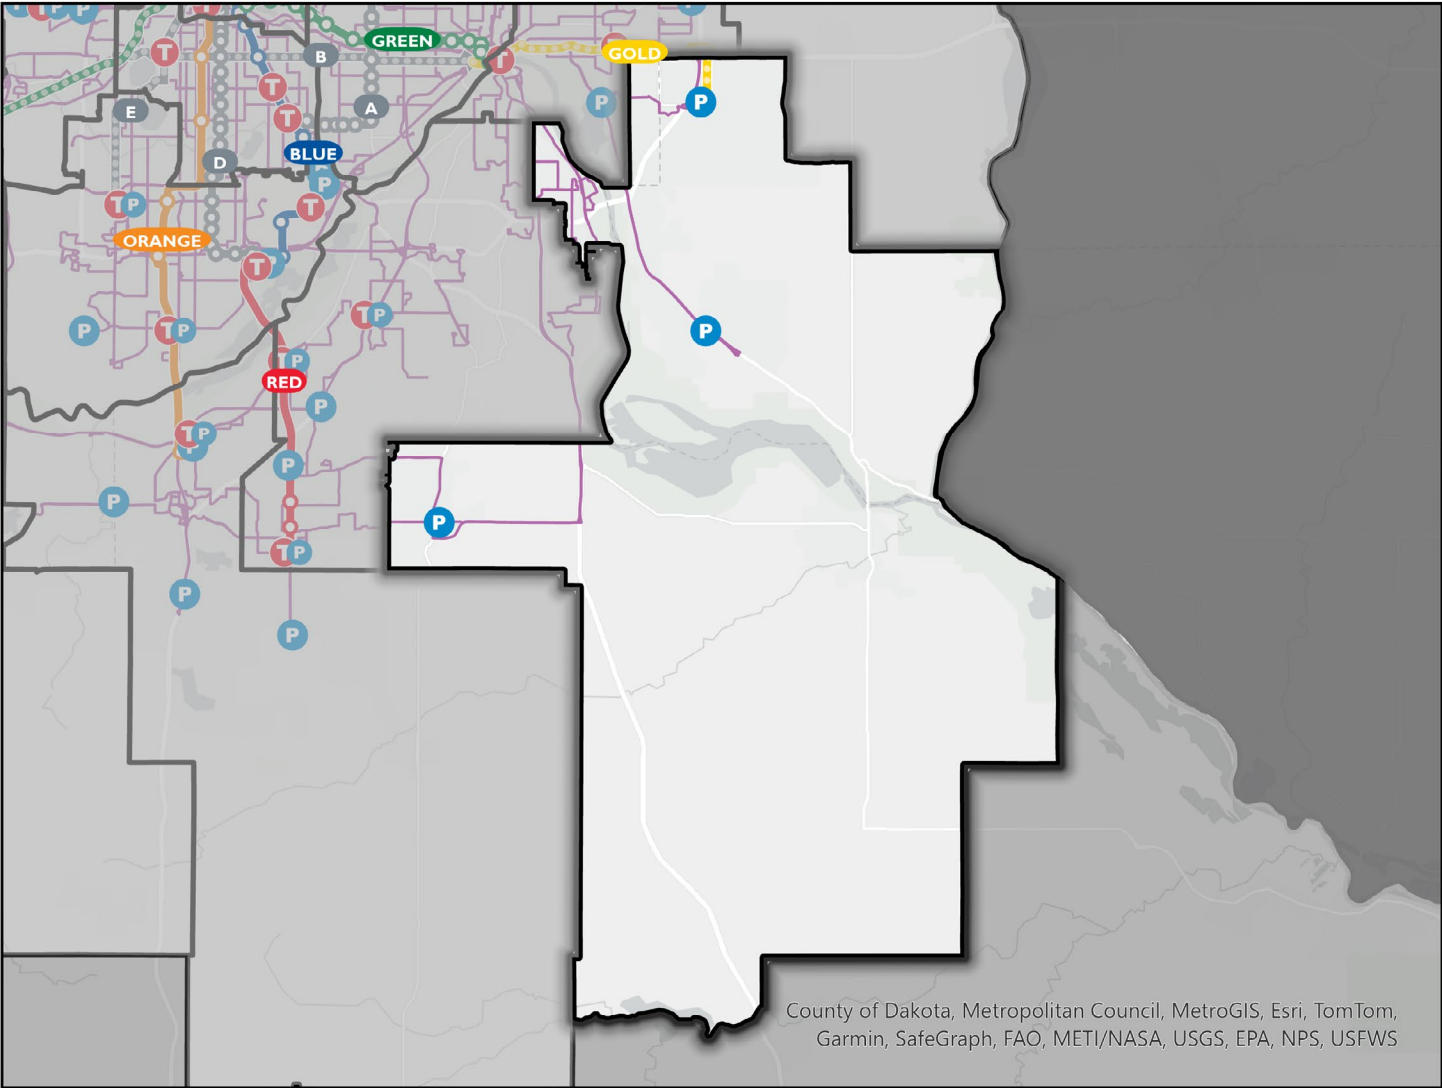 P
T P
P
P
T
GREEN
T
B
GOLD
T
T
P
P
E
A
T
D
BLUE
P
T P
T
ORANGE
T
T P
P
T P
P
T P
RED
P
T P
P
P
P
P
T P
P
P
County of Dakota, Metropolitan Council, MetroGIS, Esri, TomTom,
Garmin, SafeGraph, FAO, METI/NASA, USGS, EPA, NPS, USFWS